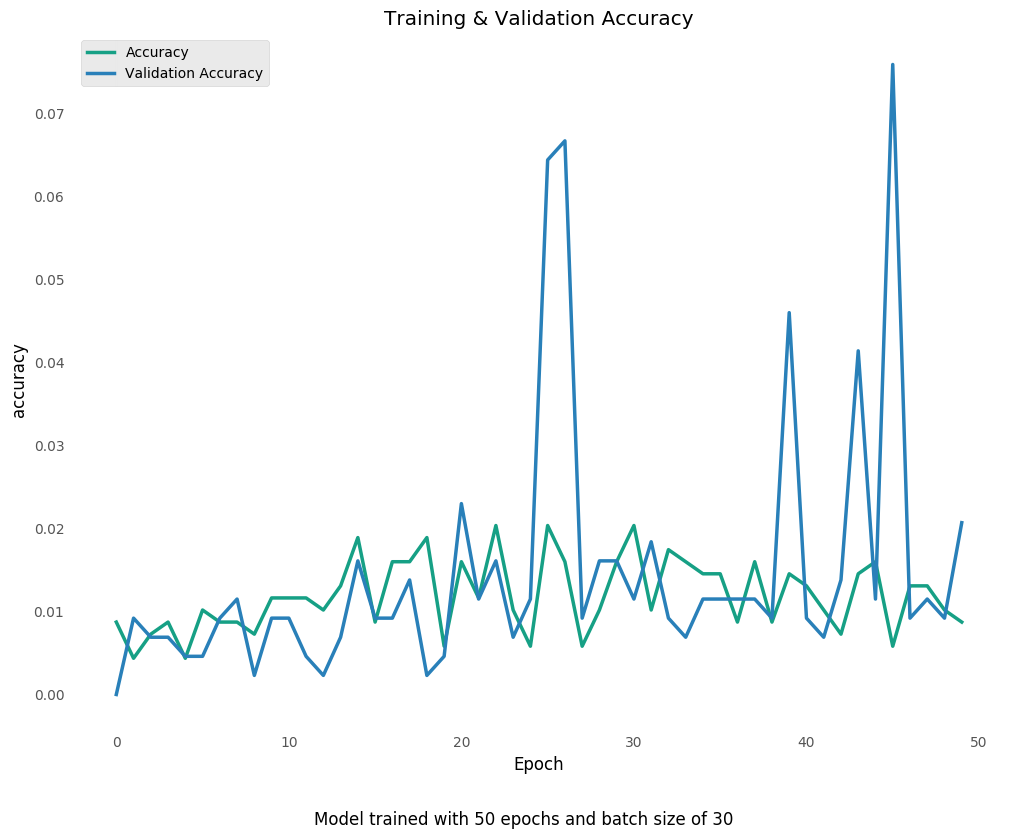 Training & Validation Accuracy
Accuracy
Validation Accuracy
0.07
0.06
0.05
0.04
0.03
0.02
0.01
0.00
accuracy
0 10 20 30 40 50
Epoch
Model trained with 50 epochs and batch size of 30